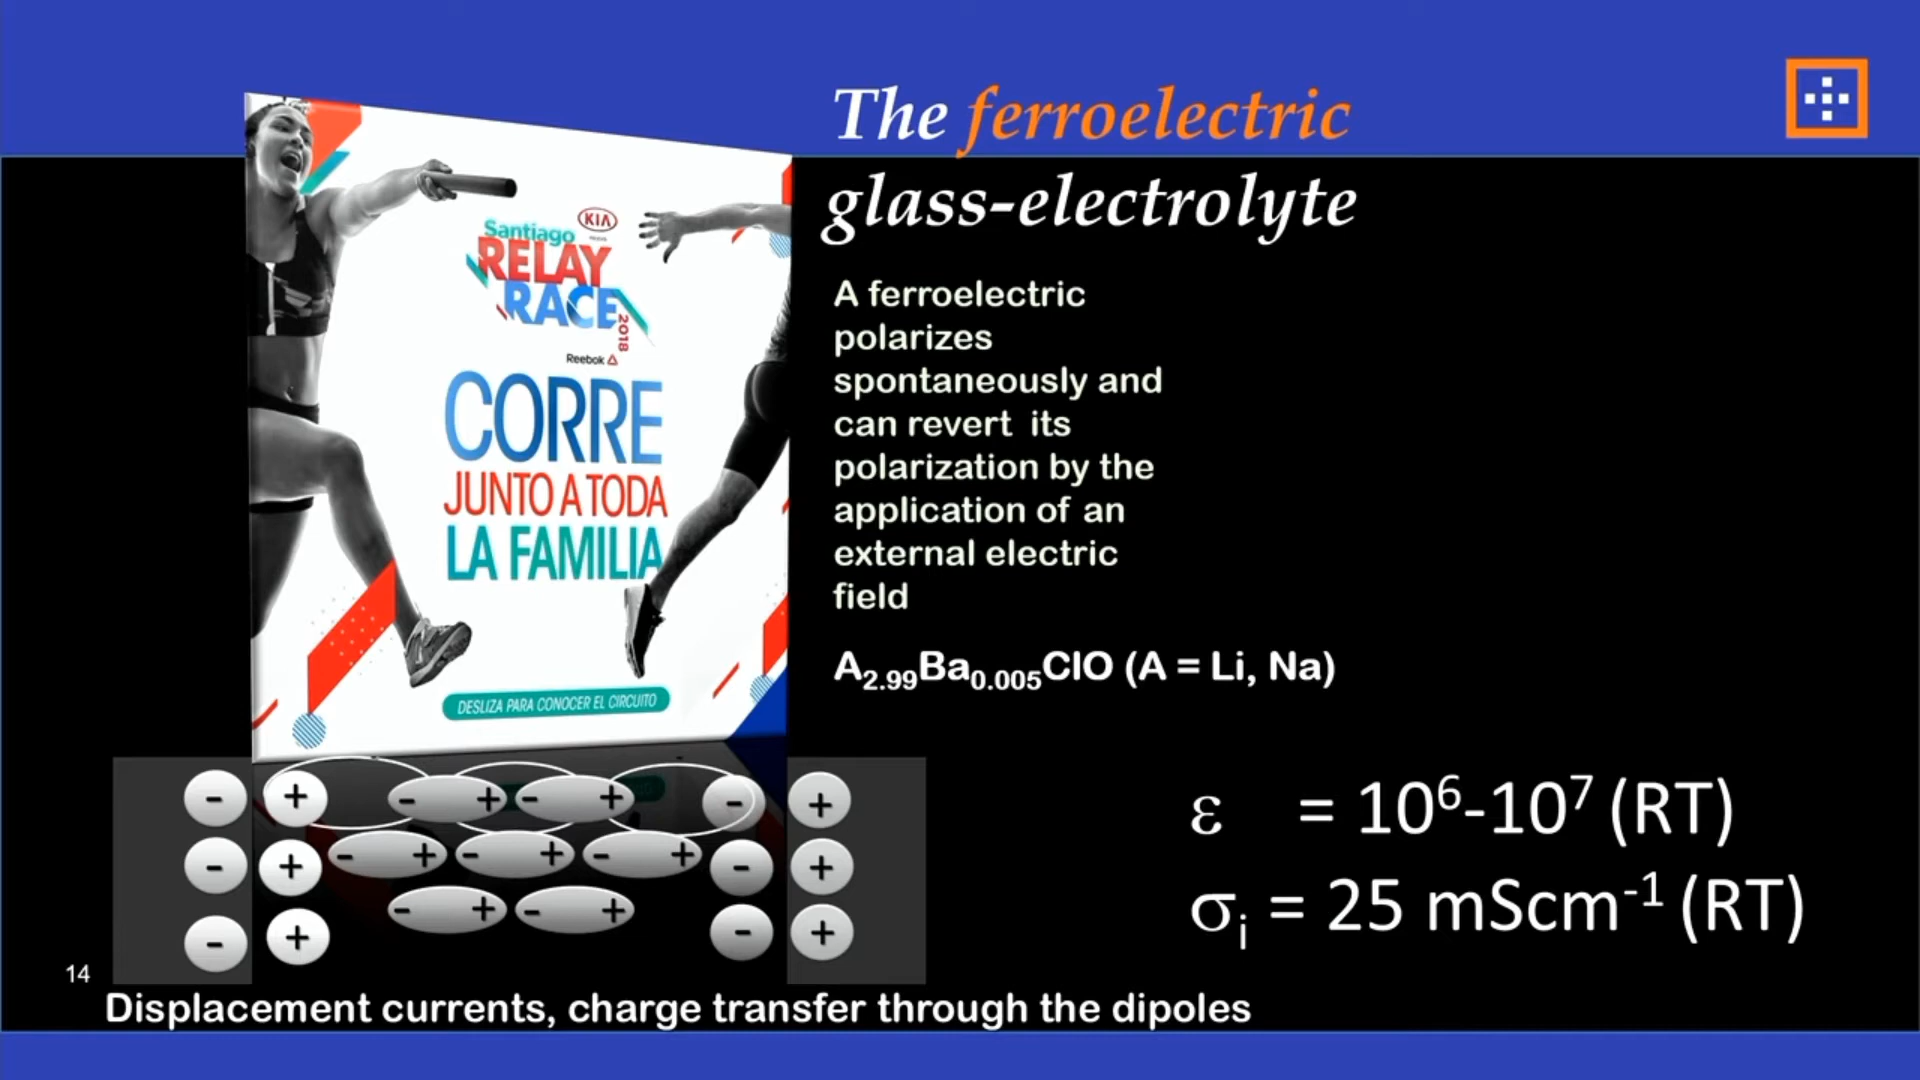 The ferroelectric
glass-electrolyte
KIA
Santiago
RELAY
RACE
2018
Reebok
CORRE
JUNTO A TODA
LA FAMILIA
DESLIZA PARA CONOCER EL CIRCUITO
A ferroelectric
polarizes
spontaneously and
can revert its
polarization by the
application of an
external electric
field
A₂.₉₉Ba₀.₀₀₅ClO (A = Li, Na)
- + - + - + - +
- + - + - + - + - +
- + - + - + - +
ε = 10⁶-10⁷ (RT)
σᵢ = 25 mScm⁻¹ (RT)
14
Displacement currents, charge transfer through the dipoles